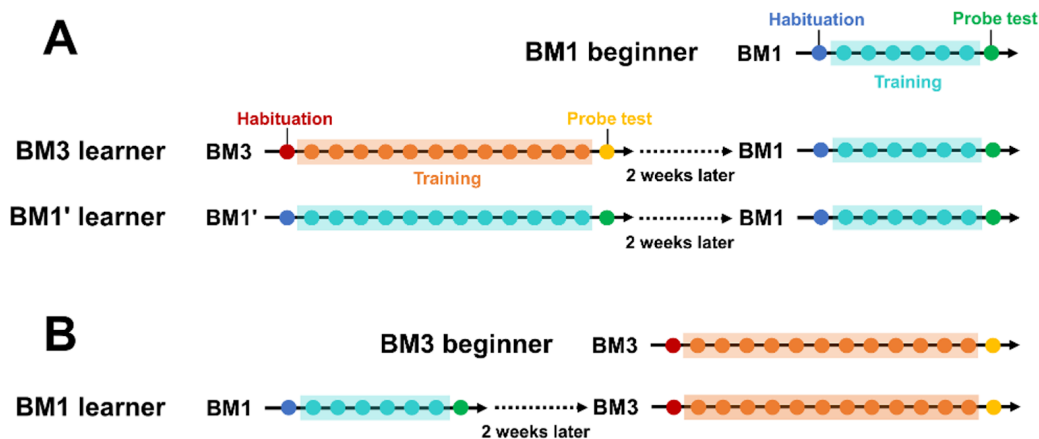 A
Habituation
Probe test
BM1 beginner
BM1
Training
Habituation
Probe test
BM3 learner
BM3
BM1
Training
2 weeks later
BM1' learner
BM1'
BM1
2 weeks later
B
BM3 beginner
BM3
BM1 learner
BM1
BM3
2 weeks later